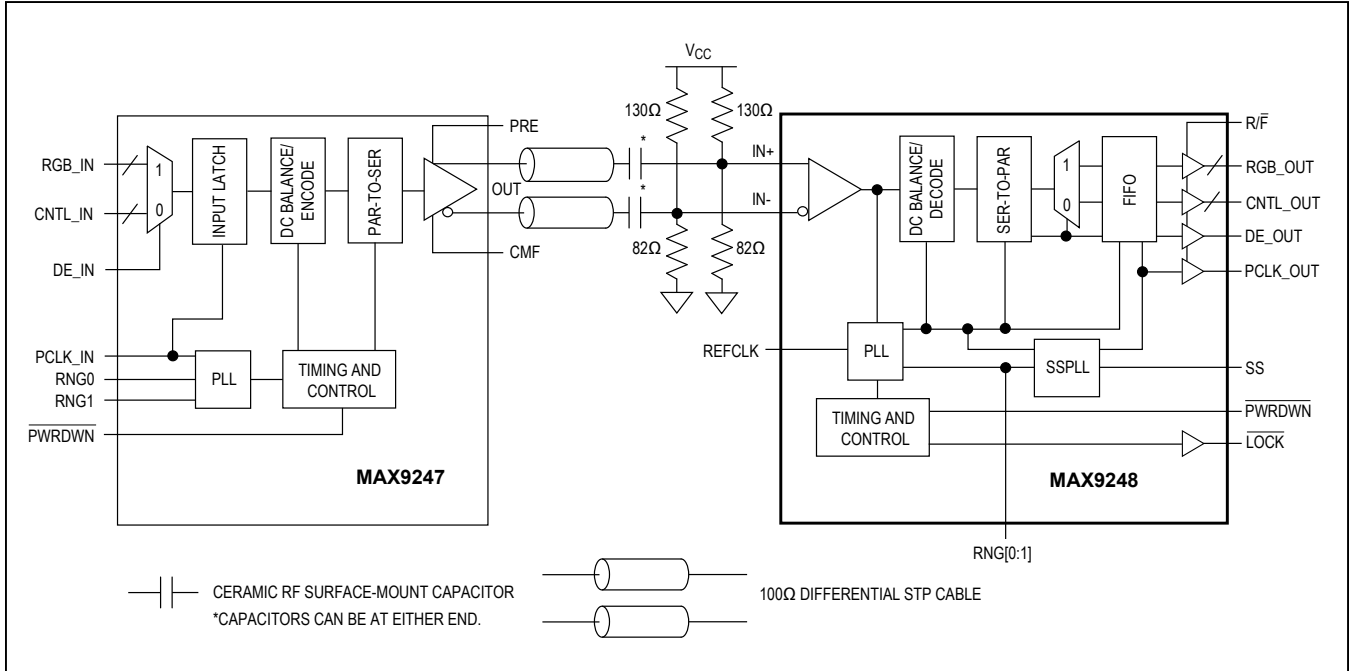 VCC
130Ω
130Ω
*
*
PRE
OUT
CMF
82Ω
82Ω
RGB_IN
CNTL_IN
DE_IN
PCLK_IN
RNG0
RNG1
PWRDWN
1
0
INPUT LATCH
DC BALANCE/
ENCODE
PAR-TO-SER
PLL
TIMING AND
CONTROL
MAX9247
IN+
IN-
REFCLK
DC BALANCE/
DECODE
SER-TO-PAR
1
0
FIFO
PLL
SSPLL
TIMING AND
CONTROL
MAX9248
R/F
RGB_OUT
CNTL_OUT
DE_OUT
PCLK_OUT
SS
PWRDWN
LOCK
RNG[0:1]
CERAMIC RF SURFACE-MOUNT CAPACITOR
*CAPACITORS CAN BE AT EITHER END.
100Ω DIFFERENTIAL STP CABLE